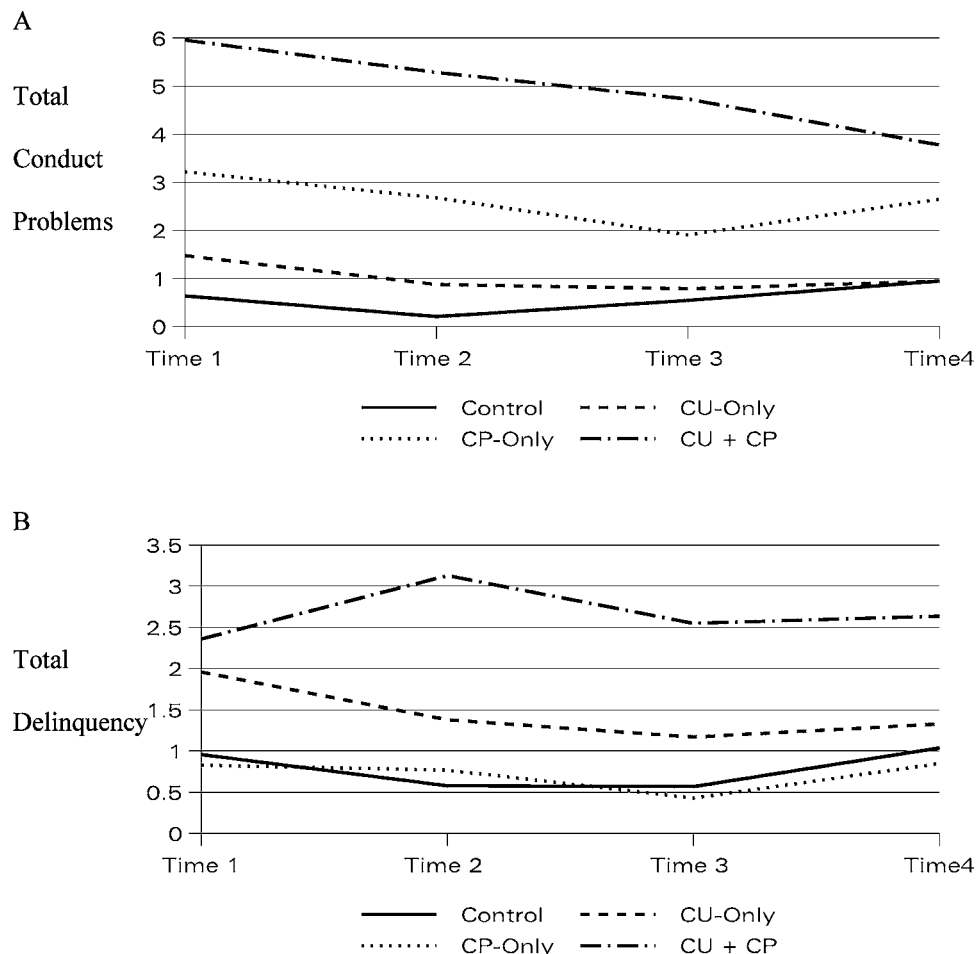 A
Total
Conduct
Problems
6
5
4
3
2
1
0
Time 1 Time 2 Time 3 Time4
Control CU-Only
CP-Only CU + CP
B
Total
Delinquency
3.5
3
2.5
2
1.5
1
0.5
0
Time 1 Time 2 Time 3 Time4
Control CU-Only
CP-Only CU + CP